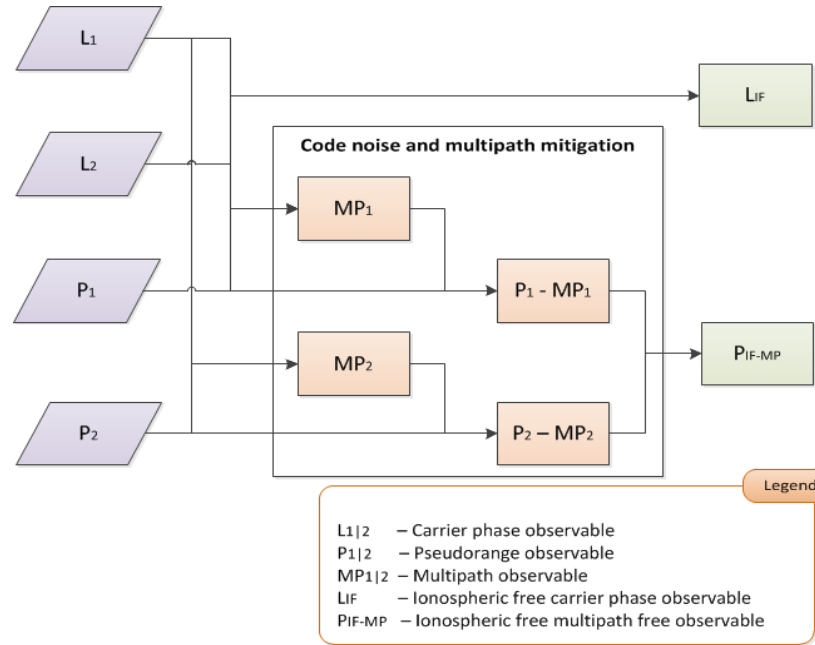 L1
LIF
Code noise and multipath mitigation
L2
MP1
P1
P1 - MP1
MP2
PIF-MP
P2
P2 – MP2
Legend
L1|2 – Carrier phase observable
P1|2 – Pseudorange observable
MP1|2 – Multipath observable
LIF – Ionospheric free carrier phase observable
PIF-MP – Ionospheric free multipath free observable